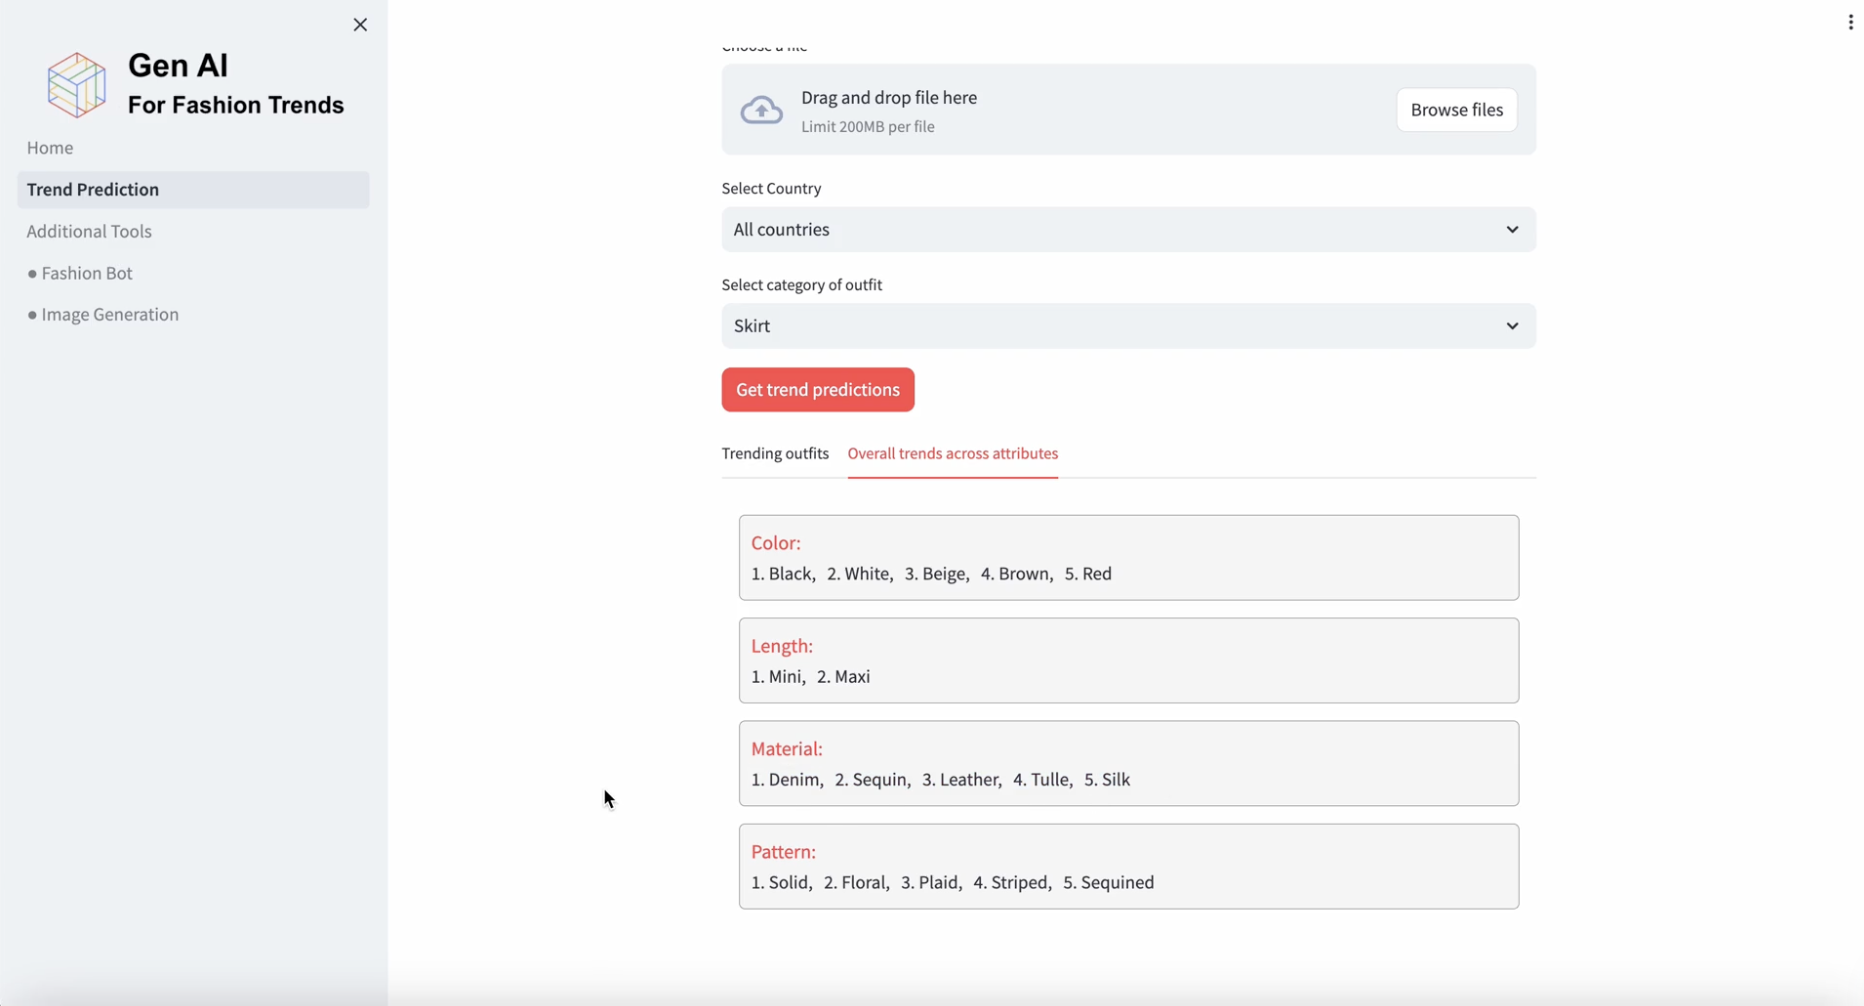 Gen AI
For Fashion Trends
Home
Trend Prediction
Additional Tools
● Fashion Bot
● Image Generation
Choose a file
Drag and drop file here
Limit 200MB per file
Browse files
Select Country
All countries
Select category of outfit
Skirt
Get trend predictions
Trending outfits Overall trends across attributes
Color:
1. Black, 2. White, 3. Beige, 4. Brown, 5. Red
Length:
1. Mini, 2. Maxi
Material:
1. Denim, 2. Sequin, 3. Leather, 4. Tulle, 5. Silk
Pattern:
1. Solid, 2. Floral, 3. Plaid, 4. Striped, 5. Sequined